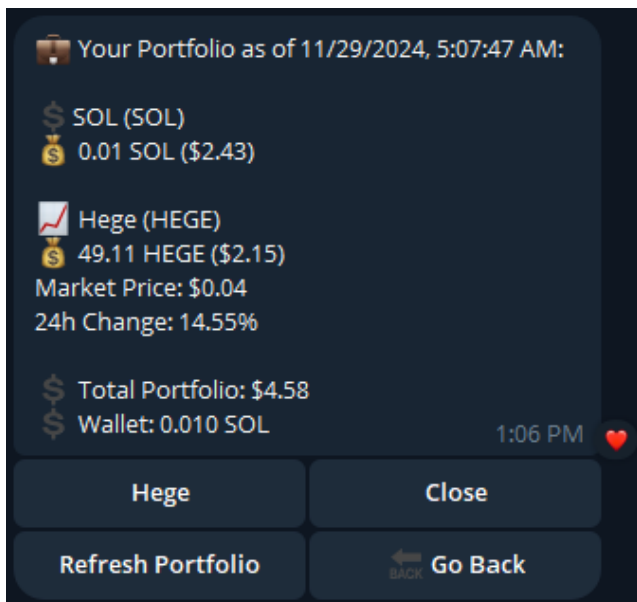 Your Portfolio as of 11/29/2024, 5:07:47 AM:
SOL (SOL)
0.01 SOL ($2.43)
Hege (HEGE)
49.11 HEGE ($2.15)
Market Price: $0.04
24h Change: 14.55%
Total Portfolio: $4.58
Wallet: 0.010 SOL
1:06 PM
Hege
Close
Refresh Portfolio
BACK Go Back